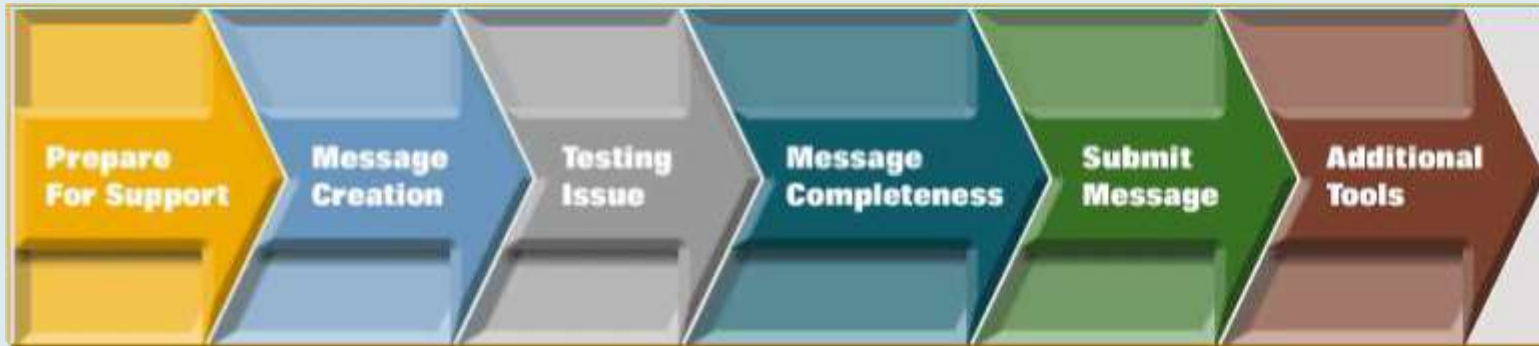 Prepare
For Support
Message
Creation
Testing
Issue
Message
Completeness
Submit
Message
Additional
Tools